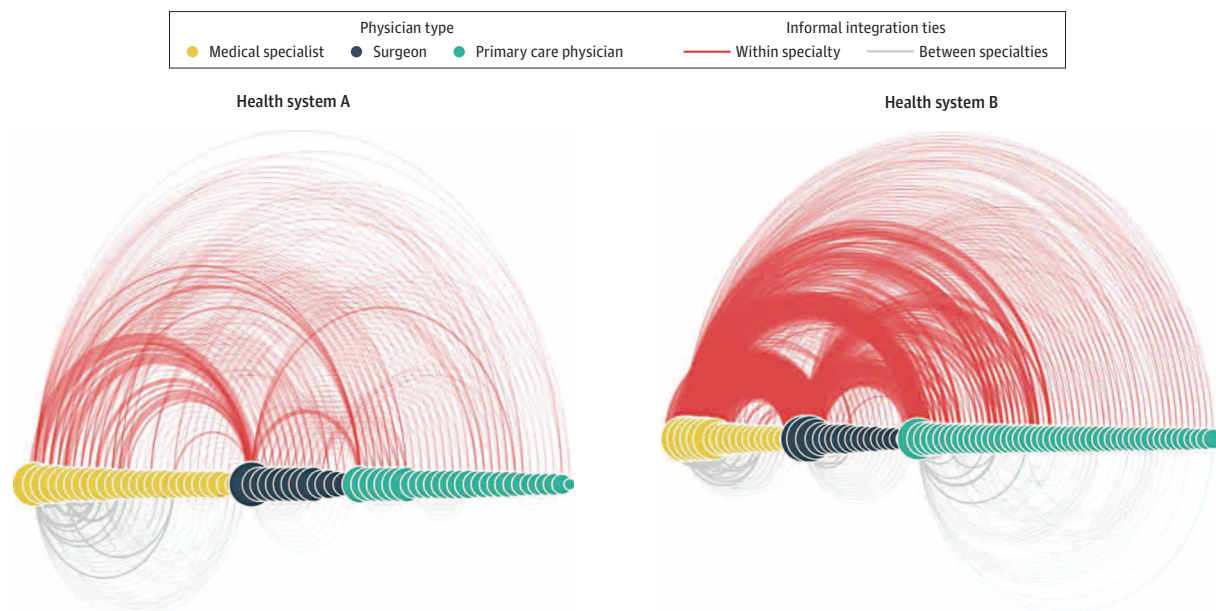 Physician type
Informal integration ties
Medical specialist Surgeon Primary care physician Within specialty Between specialties
Health system A
Health system B